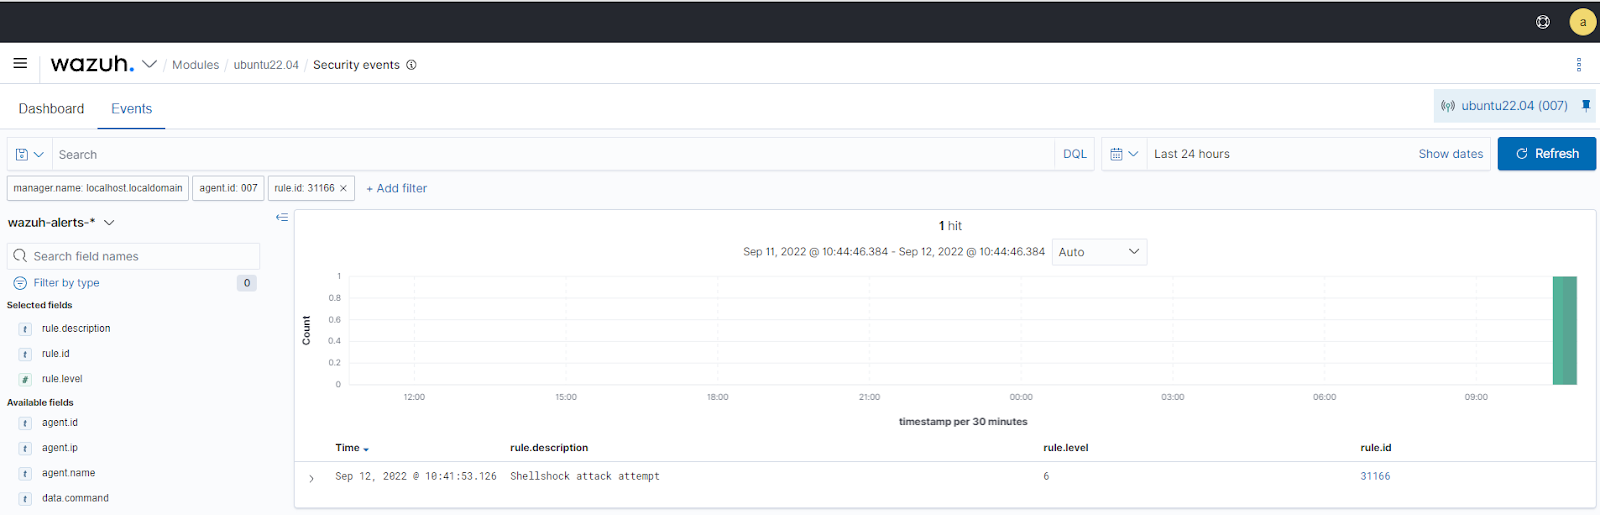 a
wazuh. / Modules / ubuntu22.04 / Security events
Dashboard Events
ubuntu22.04 (007)
Search DQL Last 24 hours Show dates Refresh
manager.name: localhost.localdomain agent.id: 007 rule.id: 31166 × + Add filter
wazuh-alerts-*
Search field names
Filter by type 0
Selected fields
t rule.description
t rule.id
# rule.level
Available fields
t agent.id
t agent.ip
t agent.name
t data.command
1 hit
Sep 11, 2022 @ 10:44:46.384 - Sep 12, 2022 @ 10:44:46.384 Auto
Count
1
0.8
0.6
0.4
0.2
0
12:00 15:00 18:00 21:00 00:00 03:00 06:00 09:00
timestamp per 30 minutes
Time rule.description rule.level rule.id
Sep 12, 2022 @ 10:41:53.126 Shellshock attack attempt 6 31166